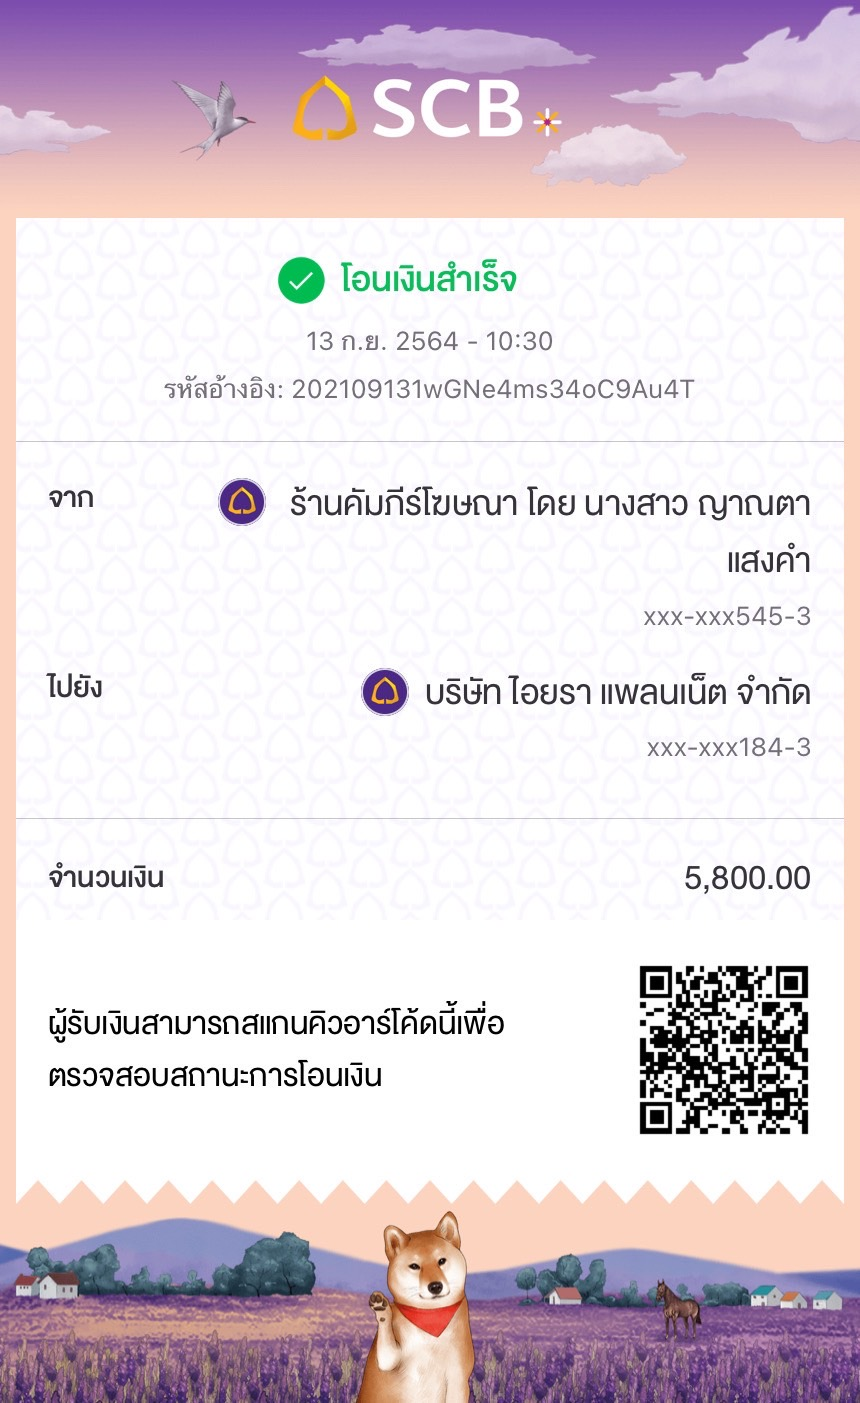 SCB
โอนเงินสำเร็จ
13 ก.ย. 2564 - 10:30
รหัสอ้างอิง: 202109131wGNe4ms34oC9Au4T
จาก
ร้านคัมภีร์โฆษณา โดย นางสาว ญาณตา
แสงคำ
xxx-xxx545-3
ไปยัง
บริษัท ไอยรา แพลนเน็ต จำกัด
xxx-xxx184-3
จำนวนเงิน
5,800.00
ผู้รับเงินสามารถสแกนคิวอาร์โค้ดนี้เพื่อ
ตรวจสอบสถานะการโอนเงิน